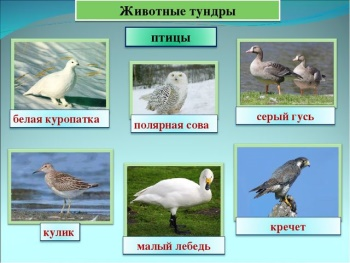 Животные тундры
птицы
белая куропатка
полярная сова
серый гусь
кулик
малый лебедь
кречет